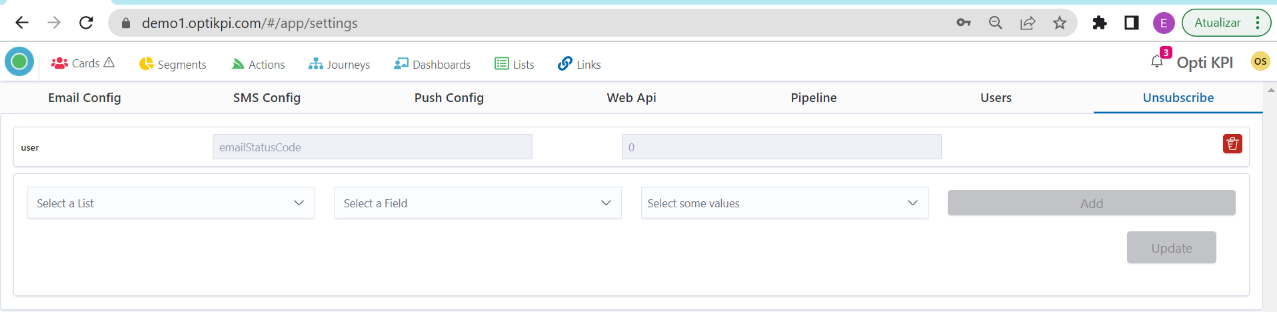 demo1.optikpi.com/#/app/settings
E
Atualizar
Cards
Segments
Actions
Journeys
Dashboards
Lists
Links
3
Opti KPI
OS
Email Config
SMS Config
Push Config
Web Api
Pipeline
Users
Unsubscribe
user
emailStatusCode
0
Select a List
Select a Field
Select some values
Add
Update